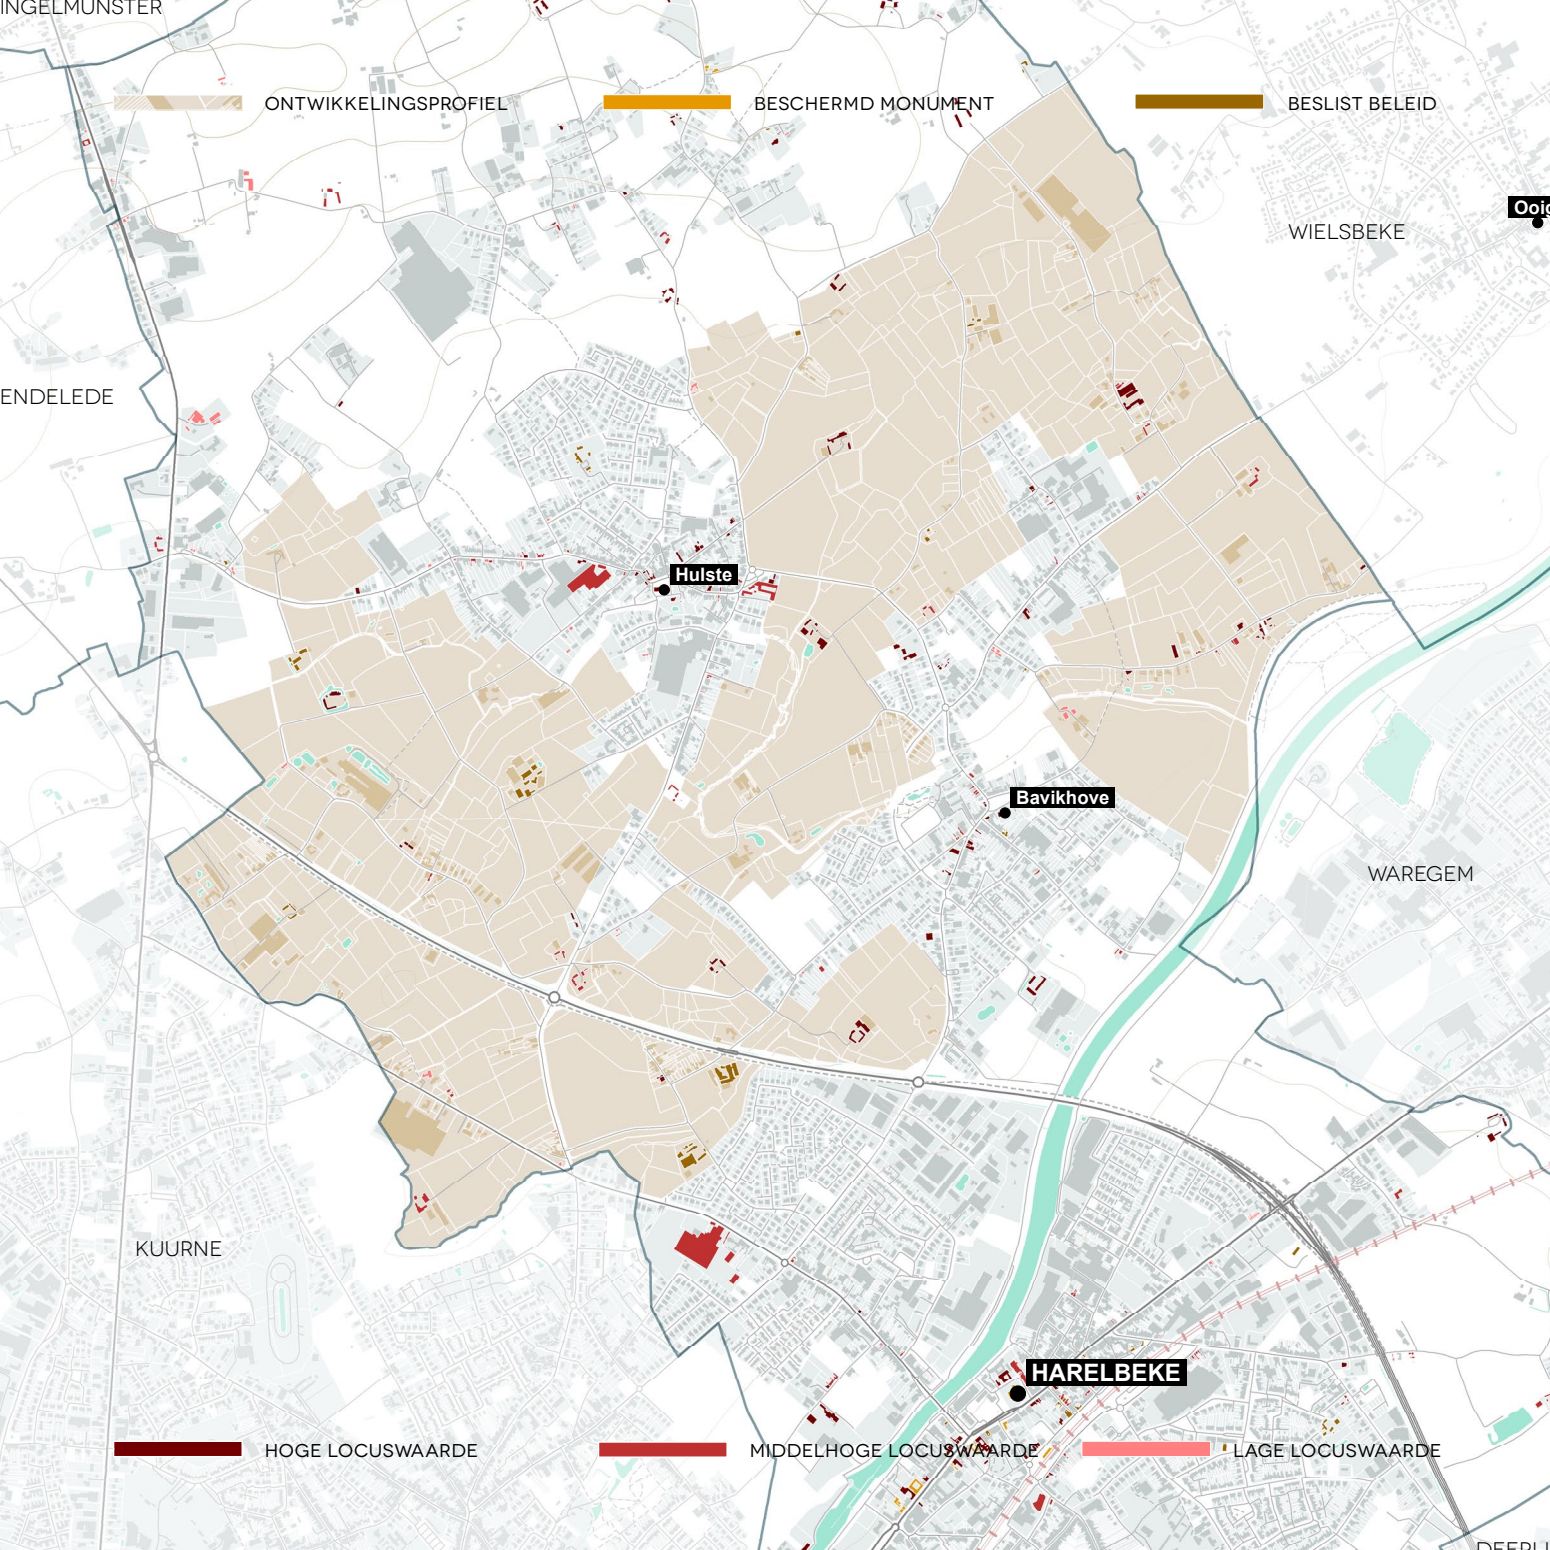 INGELMUNSTER
ONTWIKKELINGSPROFIEL
BESCHERMD MONUMENT
BESLIST BELEID
WIELSBEKE
ENDELEDE
Hulste
Bavikhove
WAREGEM
KUURNE
HARELBEKE
HOGE LOCUSWAARDE
MIDDELHOGE LOCUSWAARDE
LAGE LOCUSWAARDE